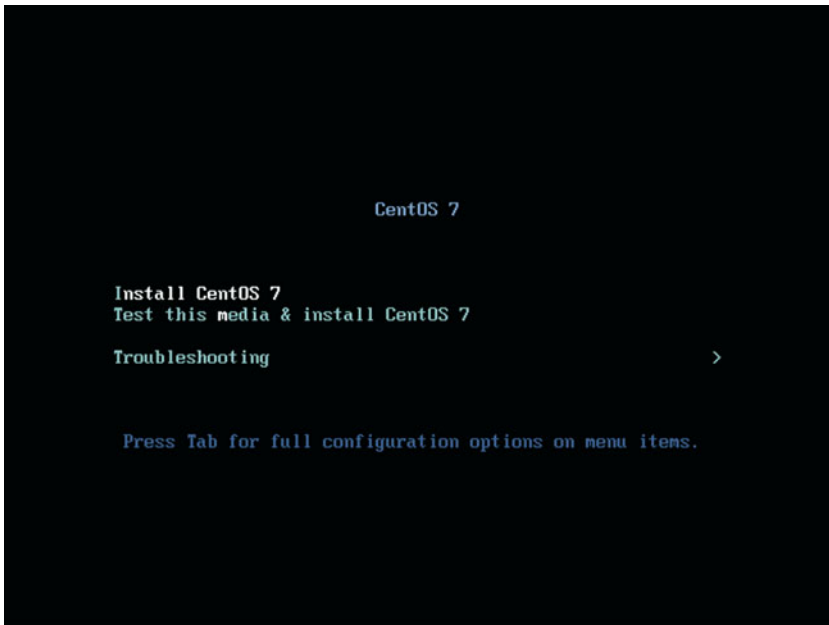 CentOS 7
Install CentOS 7
Test this media & install CentOS 7
Troubleshooting >
Press Tab for full configuration options on menu items.